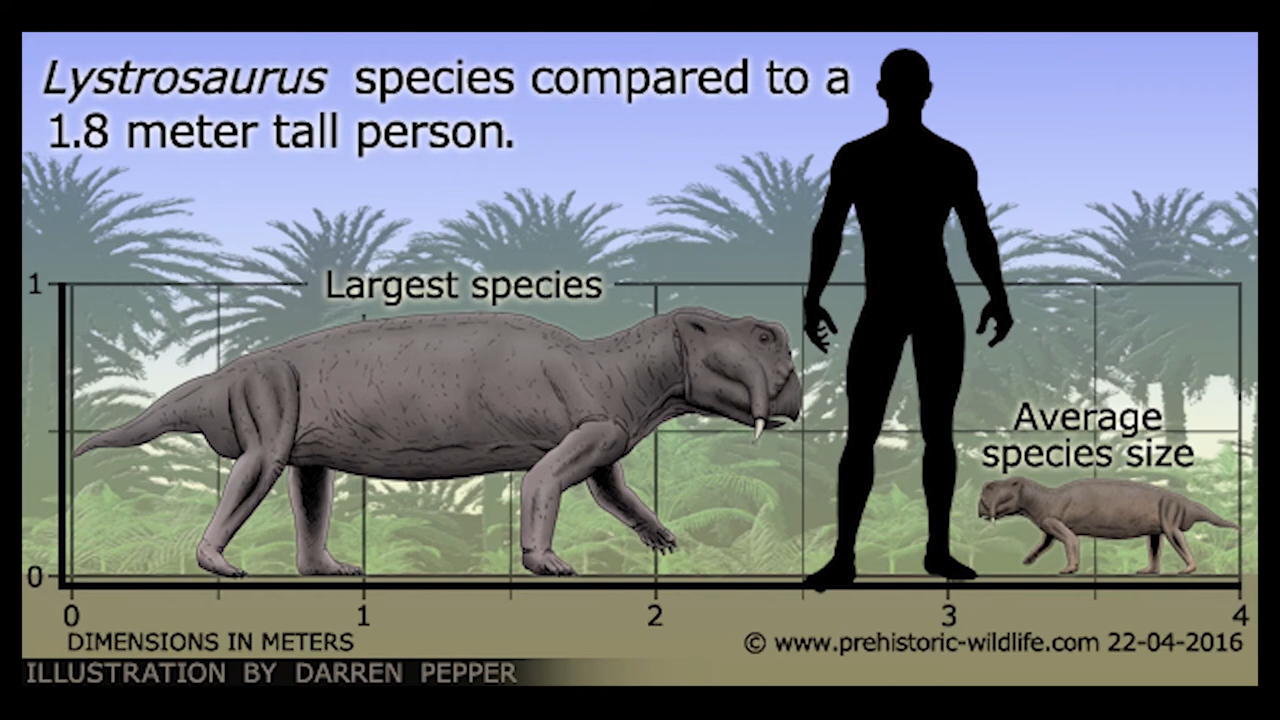 Lystrosaurus species compared to a
1.8 meter tall person.
1
Largest species
Average
species size
0
0 1 2 3 4
DIMENSIONS IN METERS © www.prehistoric-wildlife.com 22-04-2016
ILLUSTRATION BY DARREN PEPPER